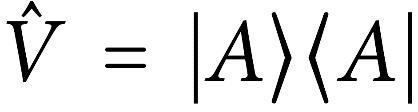 V̂ = |A⟩⟨A|